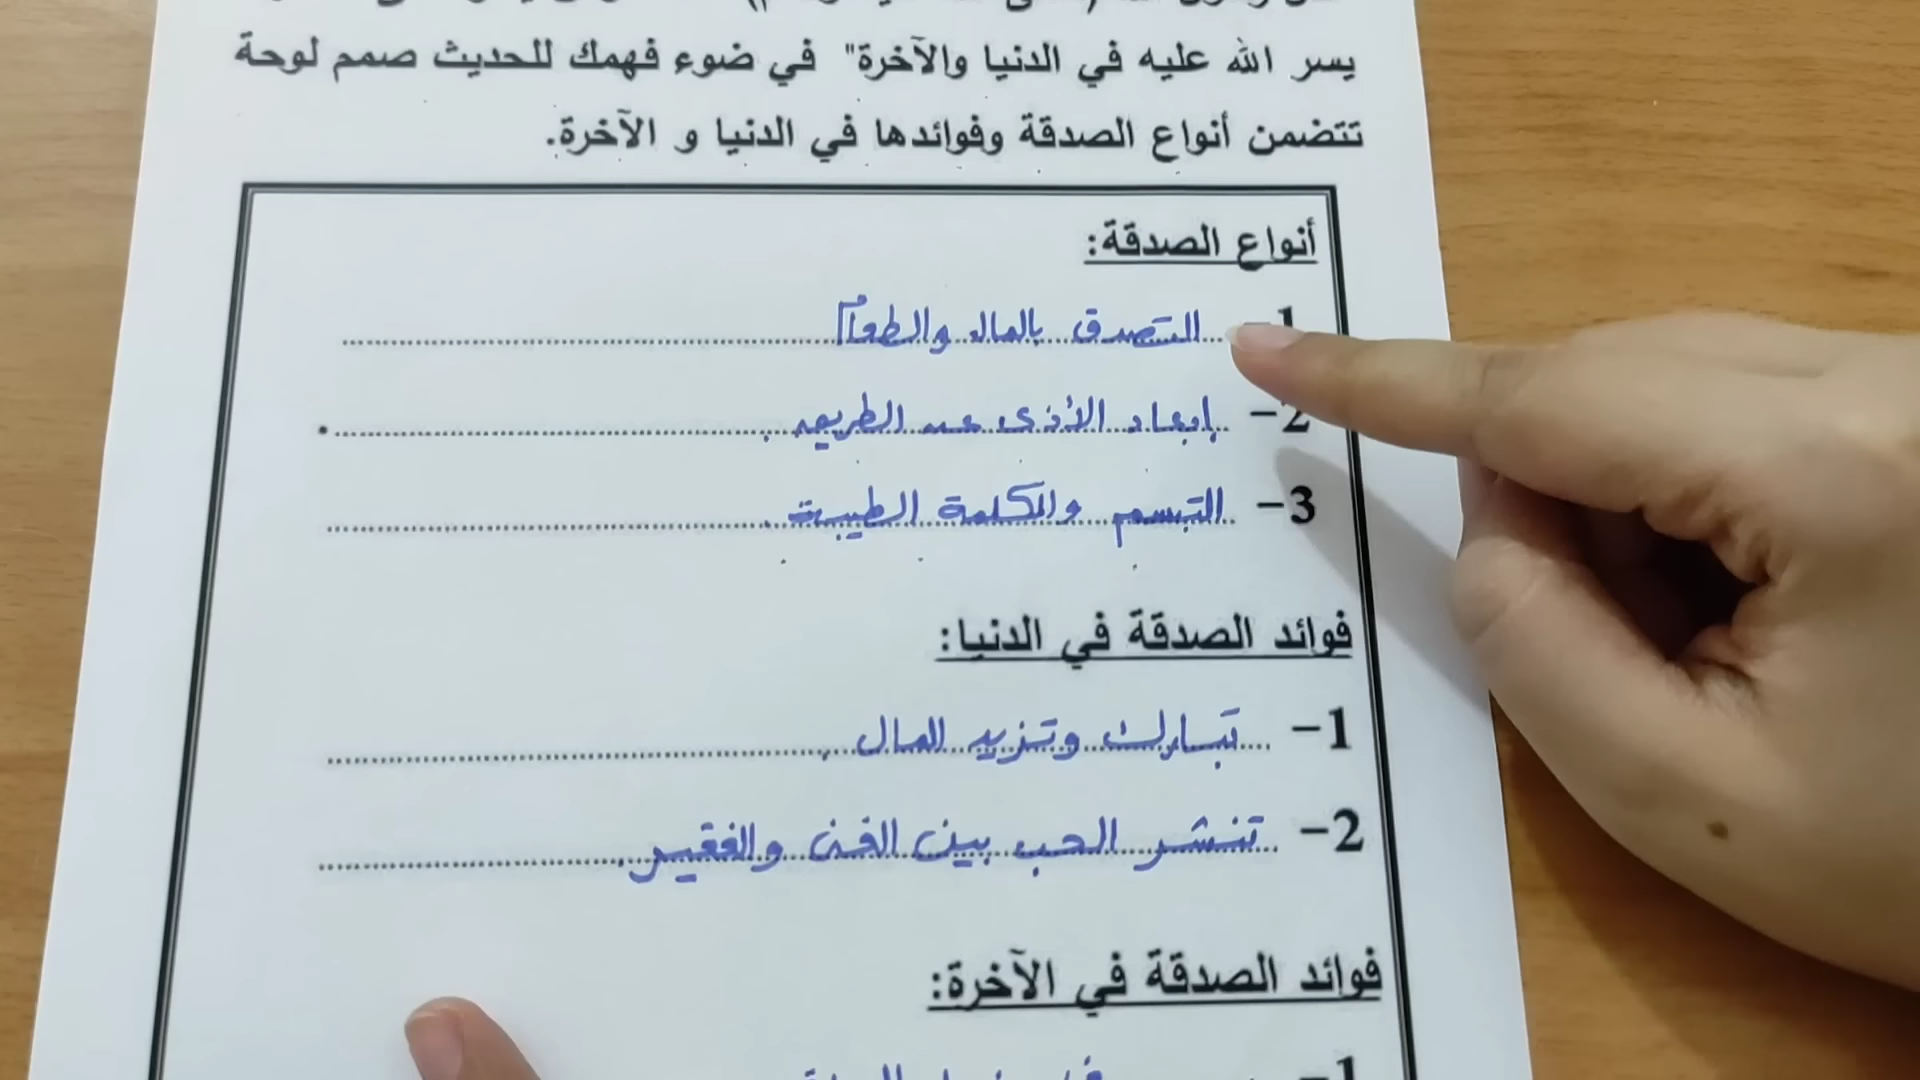 يسر الله عليه في الدنيا والآخرة" في ضوء فهمك للحديث صمم لوحة
تتضمن أنواع الصدقة وفوائدها في الدنيا و الآخرة.
أنواع الصدقة:
1- التصدق بالمال والطعام
2- إبعاد الأذى عن الطريق.
3- التبسم والكلمة الطيبة.
فوائد الصدقة في الدنيا:
1- تبارك وتزيد المال.
2- تنشر الحب بين الغني والفقير.
فوائد الصدقة في الآخرة:
1-